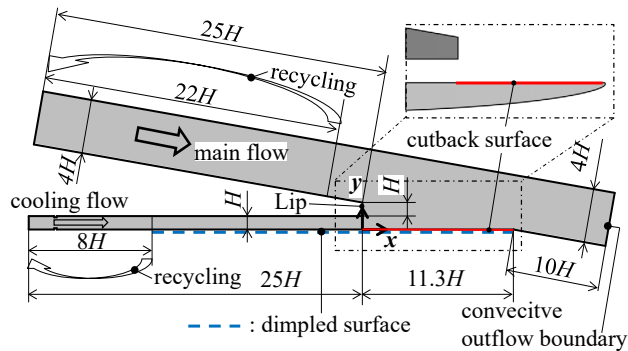 25H
recycling
22H
cutback surface
main flow
4H
4H
y
H
Lip
cooling flow
H
x
8H
recycling
25H
11.3H
10H
: dimpled surface
convecitve
outflow boundary